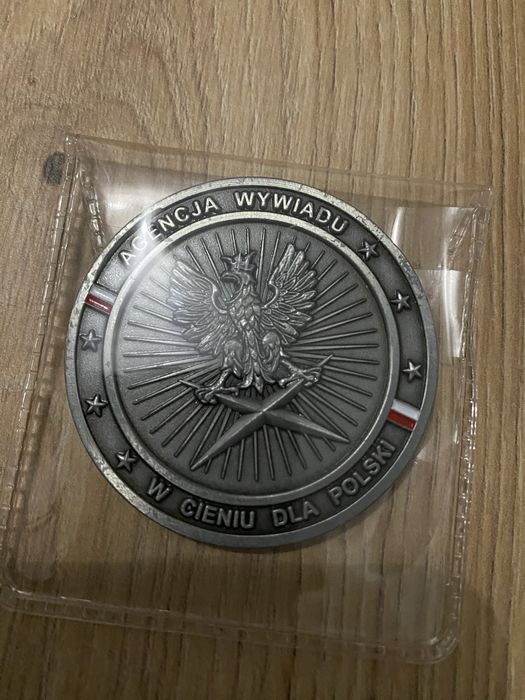 AGENCJA WYWIADU
W CIENIU DLA POLSKI